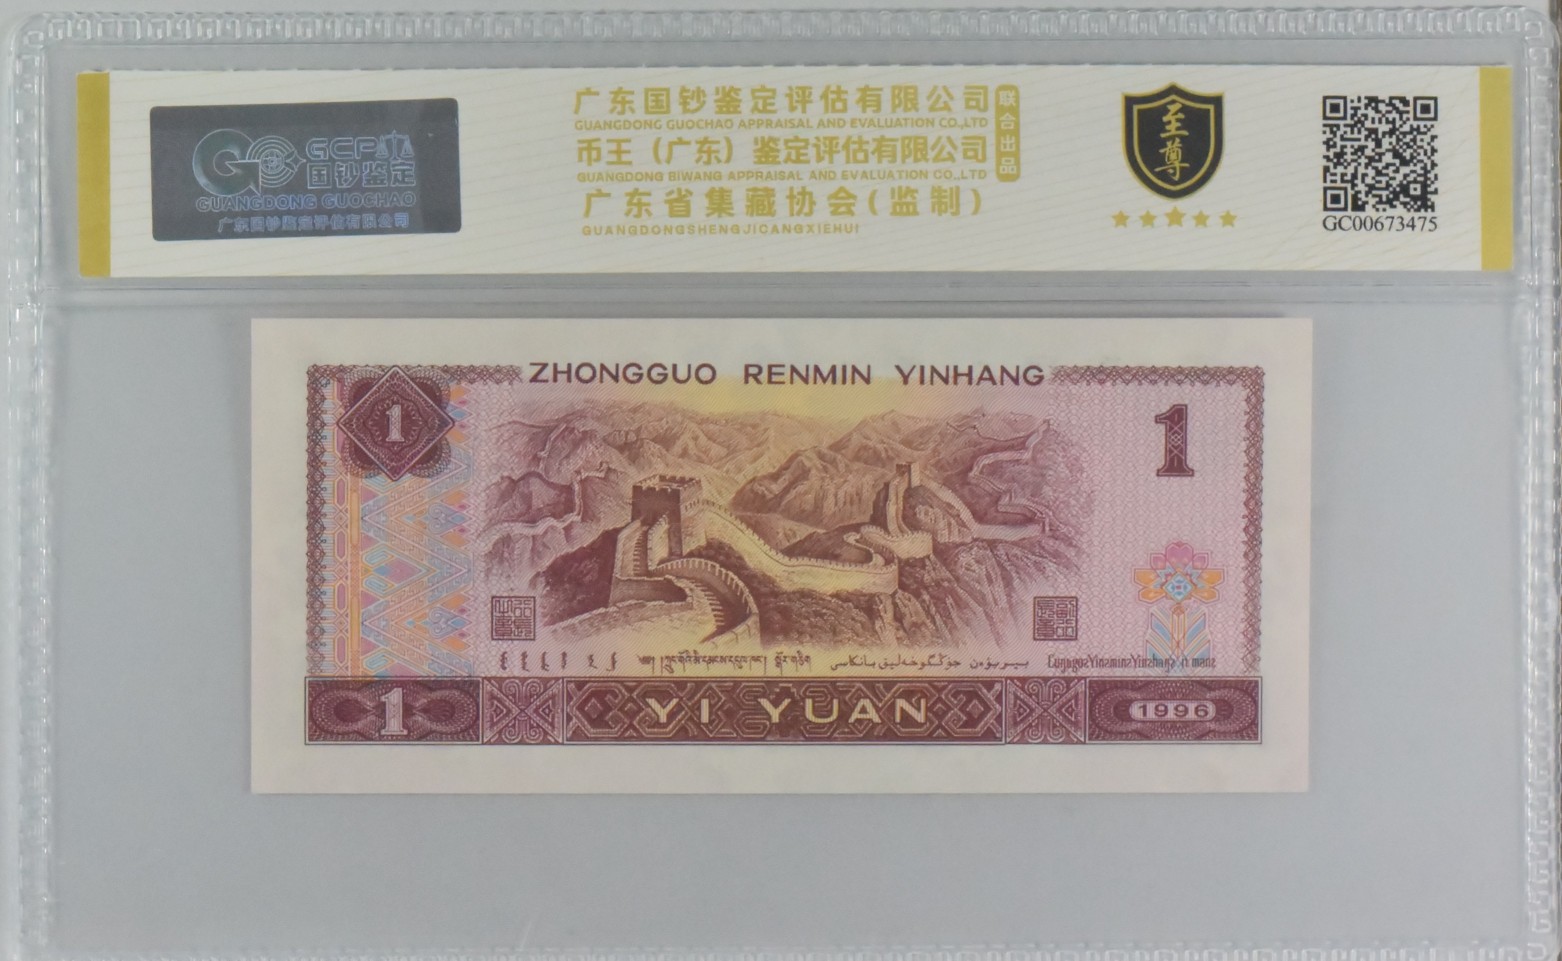 GCP
国钞鉴定
GUANGDONG GUOCHAO
广东国钞鉴定评估有限公司
广东国钞鉴定评估有限公司
GUANGDONG GUOCHAO APPRAISAL AND EVALUATION CO.,LTD
币王（广东）鉴定评估有限公司
GUANGDONG BIWANG APPRAISAL AND EVALUATION CO.,LTD
联合出品
广东省集藏协会(监制)
GUANGDONGSHENGJICANGXIEHUI
至尊
GC00673475
ZHONGGUO RENMIN YINHANG
1
1
1
YI YUAN
1996